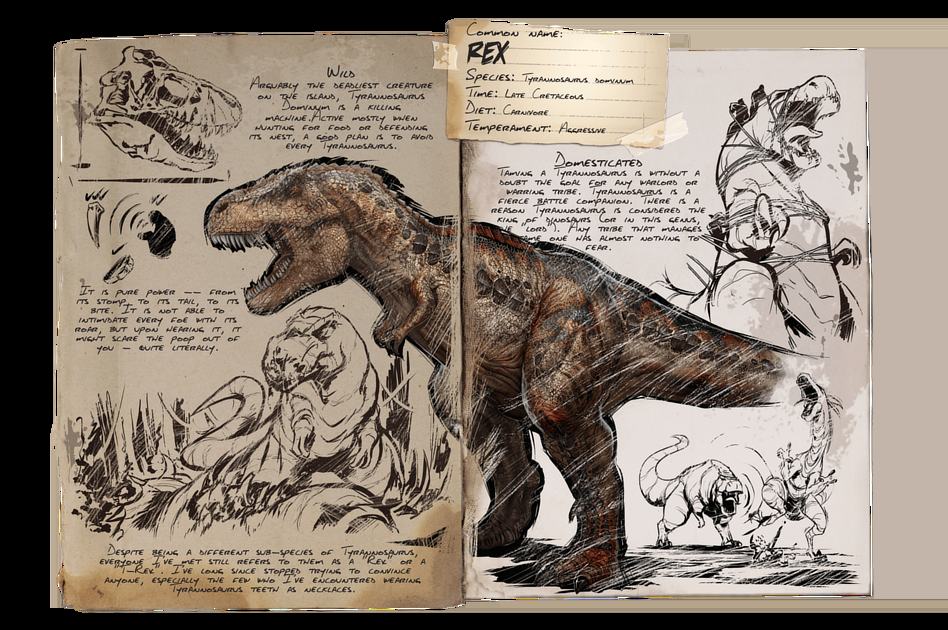 Common name:
REX
Species: Tyrannosaurus dominum
Time: Late Cretaceous
Diet: Carnivore
Temperament: Aggressive
Wild
Arguably the deadliest creature
on the island, Tyrannosaurus
Dominum is a killing
machine. Active mostly when
hunting for food or defending
its nest, a good plan is to avoid
every Tyrannosaurus.
It is pure power -- from
its stomp, to its tail, to its
bite. It is not able to
intimidate every foe with its
roar, but upon hearing it, it
might scare the poop out of
you - quite literally.
Despite being a different sub-species of Tyrannosaurus,
everyone I've met still refers to them as a "Rex" or a
"T-Rex". I've long since stopped trying to convince
anyone, especially the few who I've encountered wearing
Tyrannosaurus teeth as necklaces.
Domesticated
Taming a Tyrannosaurus is without a
doubt the goal for any warlord or
warring tribe. Tyrannosaurus is a
fierce battle companion. There is a
reason Tyrannosaurus is considered the
king of dinosaurs (or in this genus,
'lord'). Any tribe that manages
one has almost nothing to
fear.